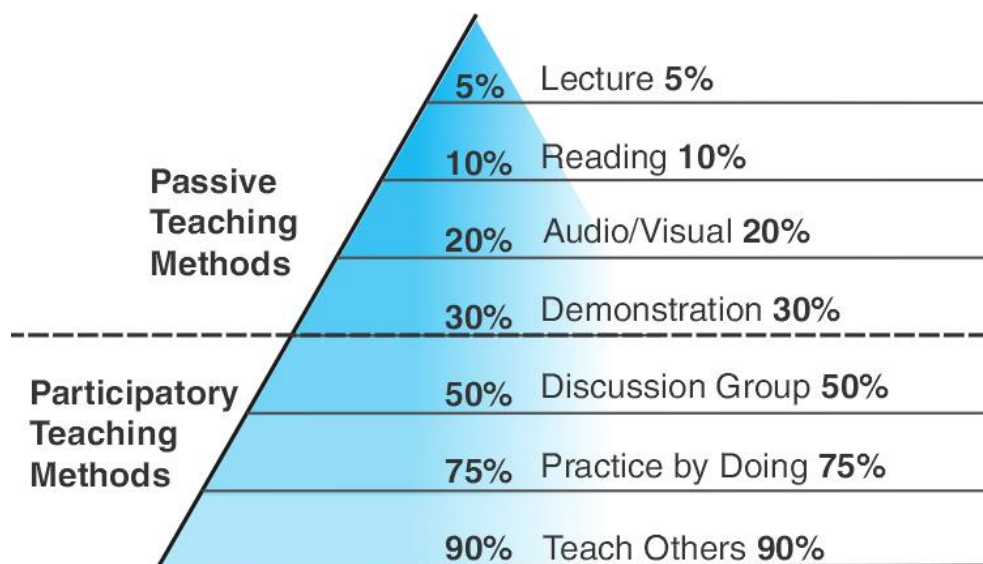 5% Lecture 5%
10% Reading 10%
Passive
Teaching
Methods
20% Audio/Visual 20%
30% Demonstration 30%
Participatory
Teaching
Methods
50% Discussion Group 50%
75% Practice by Doing 75%
90% Teach Others 90%